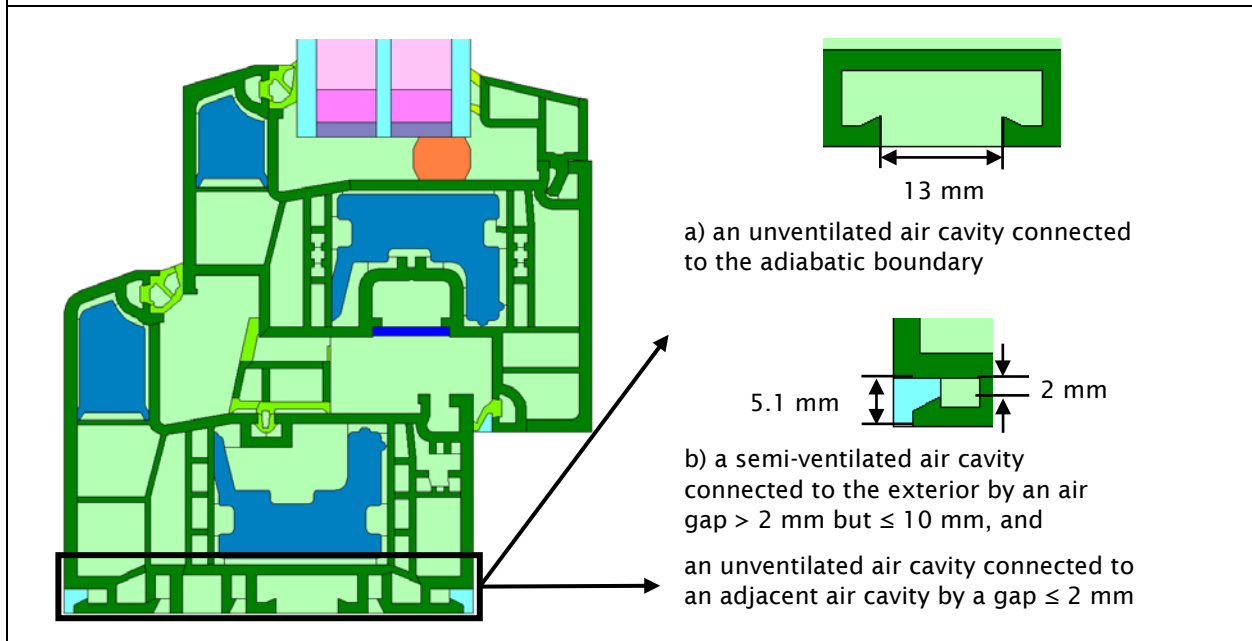 13 mm
a) an unventilated air cavity connected
to the adiabatic boundary
5.1 mm
2 mm
b) a semi-ventilated air cavity
connected to the exterior by an air
gap > 2 mm but ≤ 10 mm, and
an unventilated air cavity connected to
an adjacent air cavity by a gap ≤ 2 mm